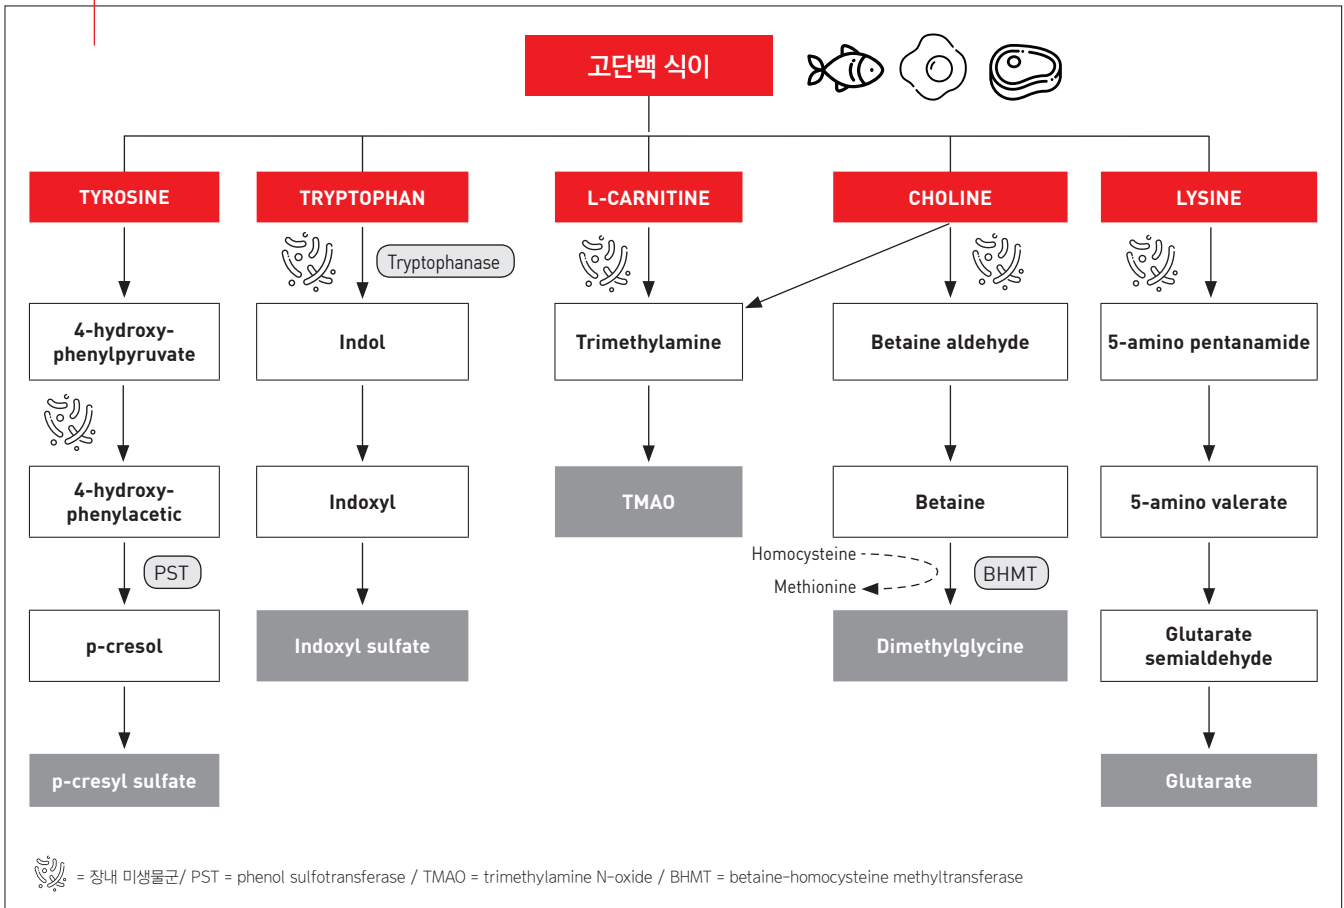 고단백 식이
TYROSINE
TRYPTOPHAN
L-CARNITINE
CHOLINE
LYSINE
Tryptophanase
4-hydroxy-
phenylpyruvate
Indol
Trimethylamine
Betaine aldehyde
5-amino pentanamide
4-hydroxy-
phenylacetic
Indoxyl
TMAO
Betaine
5-amino valerate
PST
Homocysteine
Methionine
BHMT
p-cresol
Indoxyl sulfate
Dimethylglycine
Glutarate
semialdehyde
p-cresyl sulfate
Glutarate
= 장내 미생물군/ PST = phenol sulfotransferase / TMAO = trimethylamine N-oxide / BHMT = betaine-homocysteine methyltransferase